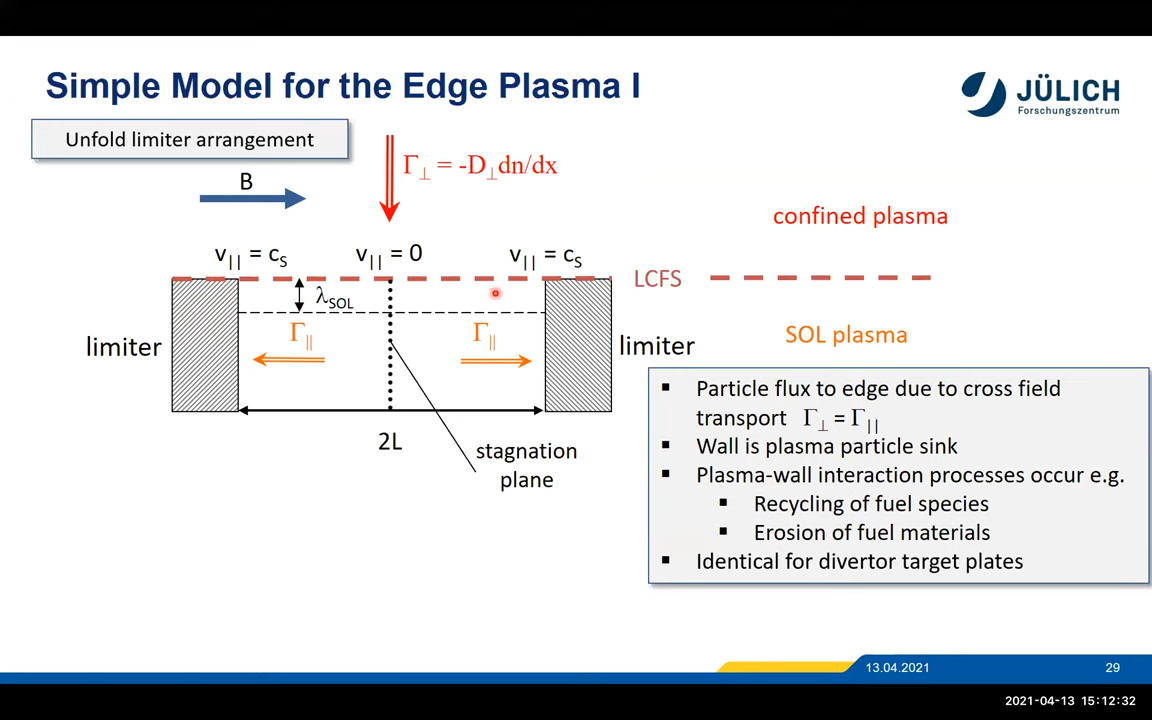 Simple Model for the Edge Plasma I
JÜLICH
Forschungszentrum
Unfold limiter arrangement
B
Γ⊥ = -D⊥dn/dx
confined plasma
v|| = cS
v|| = 0
v|| = cS
LCFS
λSOL
Γ||
Γ||
SOL plasma
limiter
limiter
2L
stagnation
plane
▪ Particle flux to edge due to cross field
transport Γ⊥ = Γ||
▪ Wall is plasma particle sink
▪ Plasma-wall interaction processes occur e.g.
▪ Recycling of fuel species
▪ Erosion of fuel materials
▪ Identical for divertor target plates
13.04.2021
29
2021-04-13 15:12:32